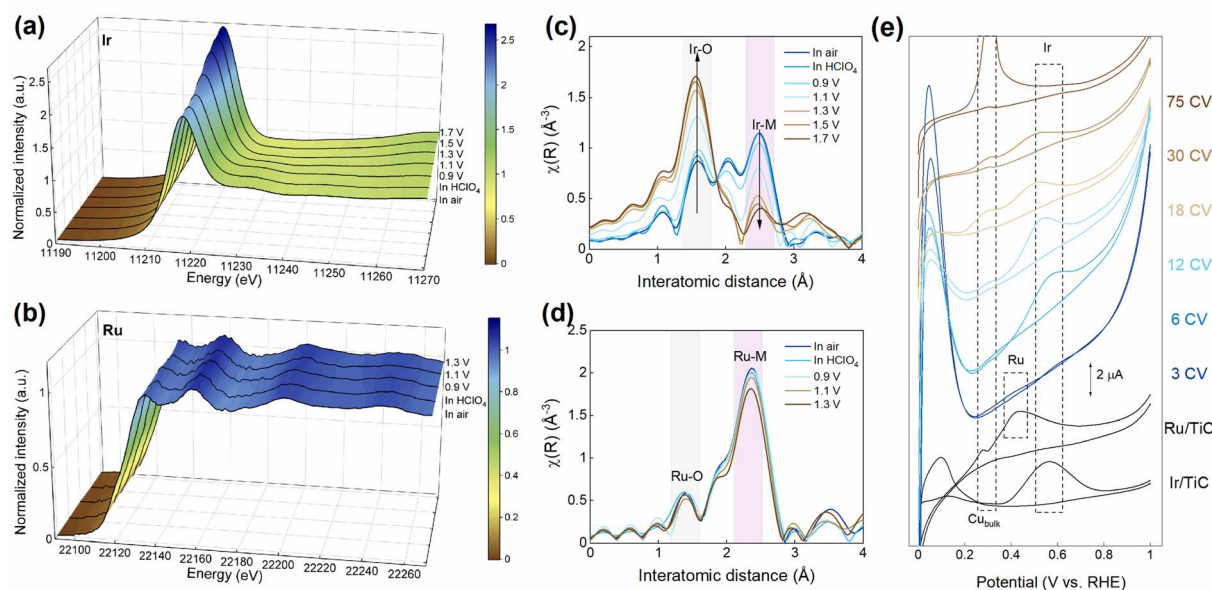 (a)
Ir
Normalized intensity (a.u.)
2.5
2
1.5
1
0.5
0
11190
11200
11210
11220
11230
11240
11250
11260
11270
Energy (eV)
1.7 V
1.5 V
1.3 V
1.1 V
0.9 V
In HClO₄
In air
2.5
2
1.5
1
0.5
0
(b)
Ru
Normalized intensity (a.u.)
1
0.5
0
22100
22120
22140
22160
22180
22200
22220
22240
22260
Energy (eV)
1.3 V
1.1 V
0.9 V
In HClO₄
In air
1
0.8
0.6
0.4
0.2
0
(c)
Ir-O
Ir-M
In air
In HClO₄
0.9 V
1.1 V
1.3 V
1.5 V
1.7 V
χ(R) (Å⁻³)
2
1.5
1
0.5
0
0 1 2 3 4
Interatomic distance (Å)
(d)
Ru-O
Ru-M
In air
In HClO₄
0.9 V
1.1 V
1.3 V
χ(R) (Å⁻³)
2.5
2
1.5
1
0.5
0
0 1 2 3 4
Interatomic distance (Å)
(e)
Ir
75 CV
30 CV
18 CV
12 CV
6 CV
3 CV
Ru
2 µA
Ru/TiC
Ir/TiC
Cu_bulk
0 0.2 0.4 0.6 0.8 1
Potential (V vs. RHE)